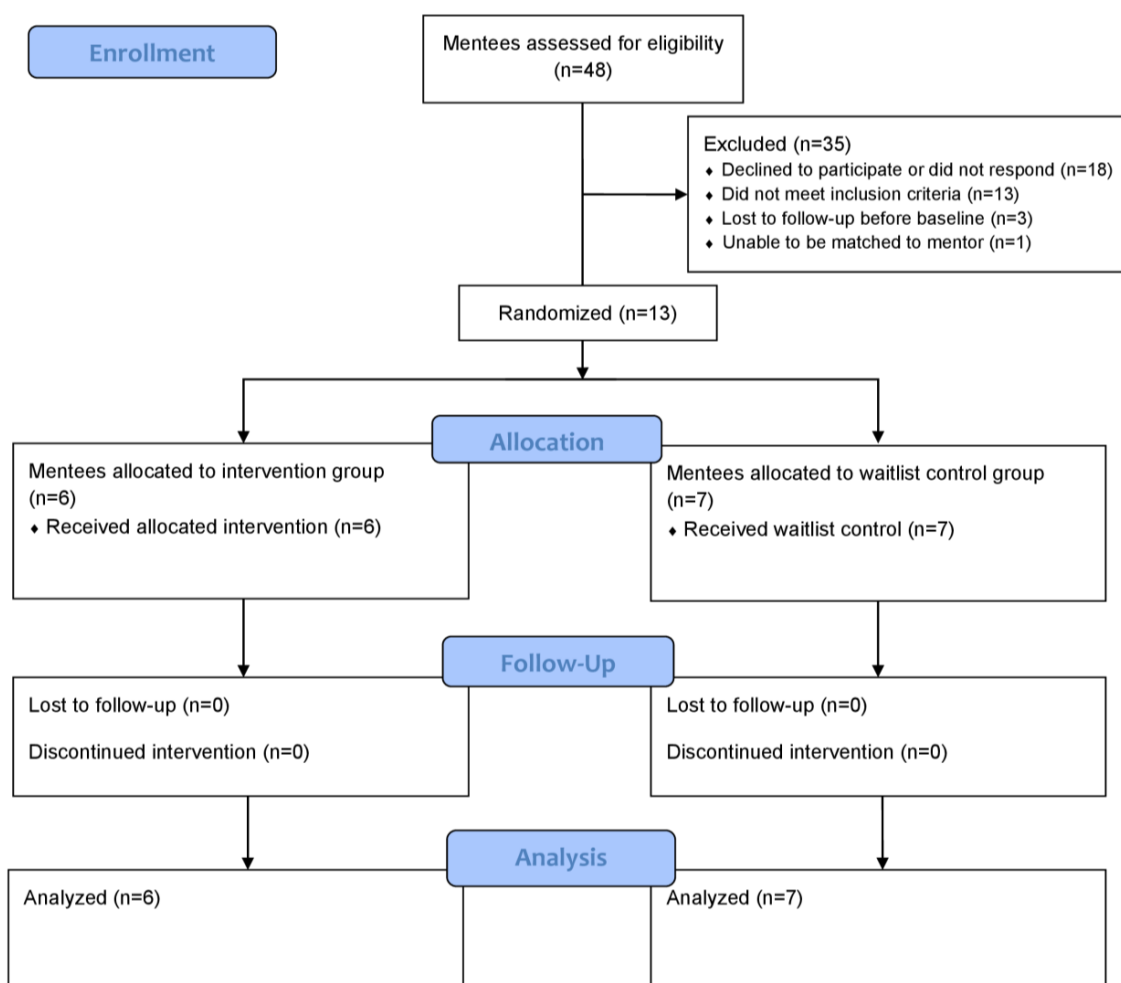 Enrollment
Mentees assessed for eligibility
(n=48)
Excluded (n=35)
♦ Declined to participate or did not respond (n=18)
♦ Did not meet inclusion criteria (n=13)
♦ Lost to follow-up before baseline (n=3)
♦ Unable to be matched to mentor (n=1)
Randomized (n=13)
Allocation
Mentees allocated to intervention group
(n=6)
♦ Received allocated intervention (n=6)
Mentees allocated to waitlist control group
(n=7)
♦ Received waitlist control (n=7)
Follow-Up
Lost to follow-up (n=0)
Discontinued intervention (n=0)
Lost to follow-up (n=0)
Discontinued intervention (n=0)
Analysis
Analyzed (n=6)
Analyzed (n=7)